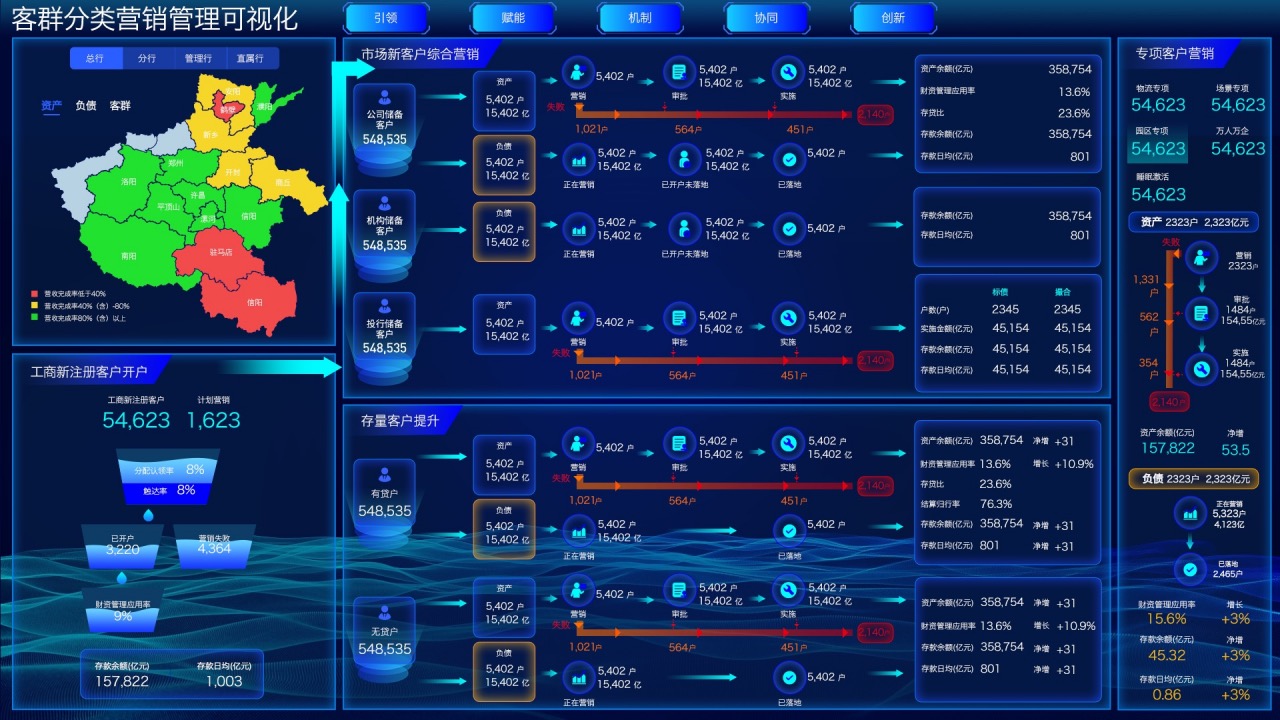 客群分类营销管理可视化
引领
赋能
机制
协同
创新
总行
分行
管理行
直属行
资产
负债
客群
安阳
鹤壁
濮阳
新乡
郑州
开封
商丘
洛阳
许昌
平顶山
漯河
信阳
南阳
驻马店
信阳
营收完成率低于40%
营收完成率40%（含）-80%
营收完成率80%（含）以上
工商新注册客户开户
工商新注册客户 计划营销
54,623 1,623
分配认领率 8%
触达率 8%
已开户
3,220
营销失败
4,364
财资管理应用率
9%
存款余额(亿元) 存款日均(亿元)
157,822 1,003
市场新客户综合营销
公司储备
客户
548,535
资产
5,402 户
15,402 亿
营销
5,402 户
审批
5,402 户
15,402 亿
实施
5,402 户
15,402 亿
失败
2,140户
1,021户
564户
451户
负债
5,402 户
15,402 亿
正在营销
5,402 户
15,402 亿
已开户未落地
5,402 户
15,402 亿
已落地
5,402 户
资产余额(亿元) 358,754
财资管理应用率 13.6%
存贷比 23.6%
存款余额(亿元) 358,754
存款日均(亿元) 801
机构储备
客户
548,535
负债
5,402 户
15,402 亿
正在营销
5,402 户
15,402 亿
已开户未落地
5,402 户
15,402 亿
已落地
5,402 户
存款余额(亿元) 358,754
存款日均(亿元) 801
投行储备
客户
548,535
资产
5,402 户
15,402 亿
营销
5,402 户
审批
5,402 户
15,402 亿
实施
5,402 户
15,402 亿
失败
2,140户
1,021户
564户
451户
标债 撮合
户数(户) 2345 2345
实施金额(亿元) 45,154 45,154
存款余额(亿元) 45,154 45,154
存款日均(亿元) 45,154 45,154
存量客户提升
有贷户
548,535
资产
5,402 户
15,402 亿
营销
5,402 户
审批
5,402 户
15,402 亿
实施
5,402 户
15,402 亿
失败
2,140户
1,021户
564户
451户
负债
5,402 户
15,402 亿
正在营销
5,402 户
15,402 亿
已落地
5,402 户
资产余额(亿元) 358,754 净增 +31
财资管理应用率 13.6% 增长 +10.9%
存贷比 23.6%
结算归行率 76.3%
存款余额(亿元) 358,754 净增 +31
存款日均(亿元) 801 净增 +31
无贷户
548,535
资产
5,402 户
15,402 亿
营销
5,402 户
审批
5,402 户
15,402 亿
实施
5,402 户
15,402 亿
失败
2,140户
1,021户
564户
451户
负债
5,402 户
15,402 亿
正在营销
5,402 户
15,402 亿
已落地
5,402 户
资产余额(亿元) 358,754 净增 +31
财资管理应用率 13.6% 增长 +10.9%
存款余额(亿元) 358,754 净增 +31
存款日均(亿元) 801 净增 +31
专项客户营销
物流专项 场景专项
54,623 54,623
园区专项 万人万企
54,623 54,623
睡眠激活
54,623
资产 2323户 2,323亿元
失败
营销
2323户
1,331
户
审批
1484户
154,55亿元
562
户
实施
1484户
154,55亿元
354
户
2,140户
资产余额(亿元) 净增
157,822 53.5
负债 2323户 2,323亿元
正在营销
5,323户
4,123亿
已落地
2,465户
财资管理应用率 增长
15.6% +3%
存款余额(亿元) 净增
45.32 +3%
存款日均(亿元) 净增
0.86 +3%